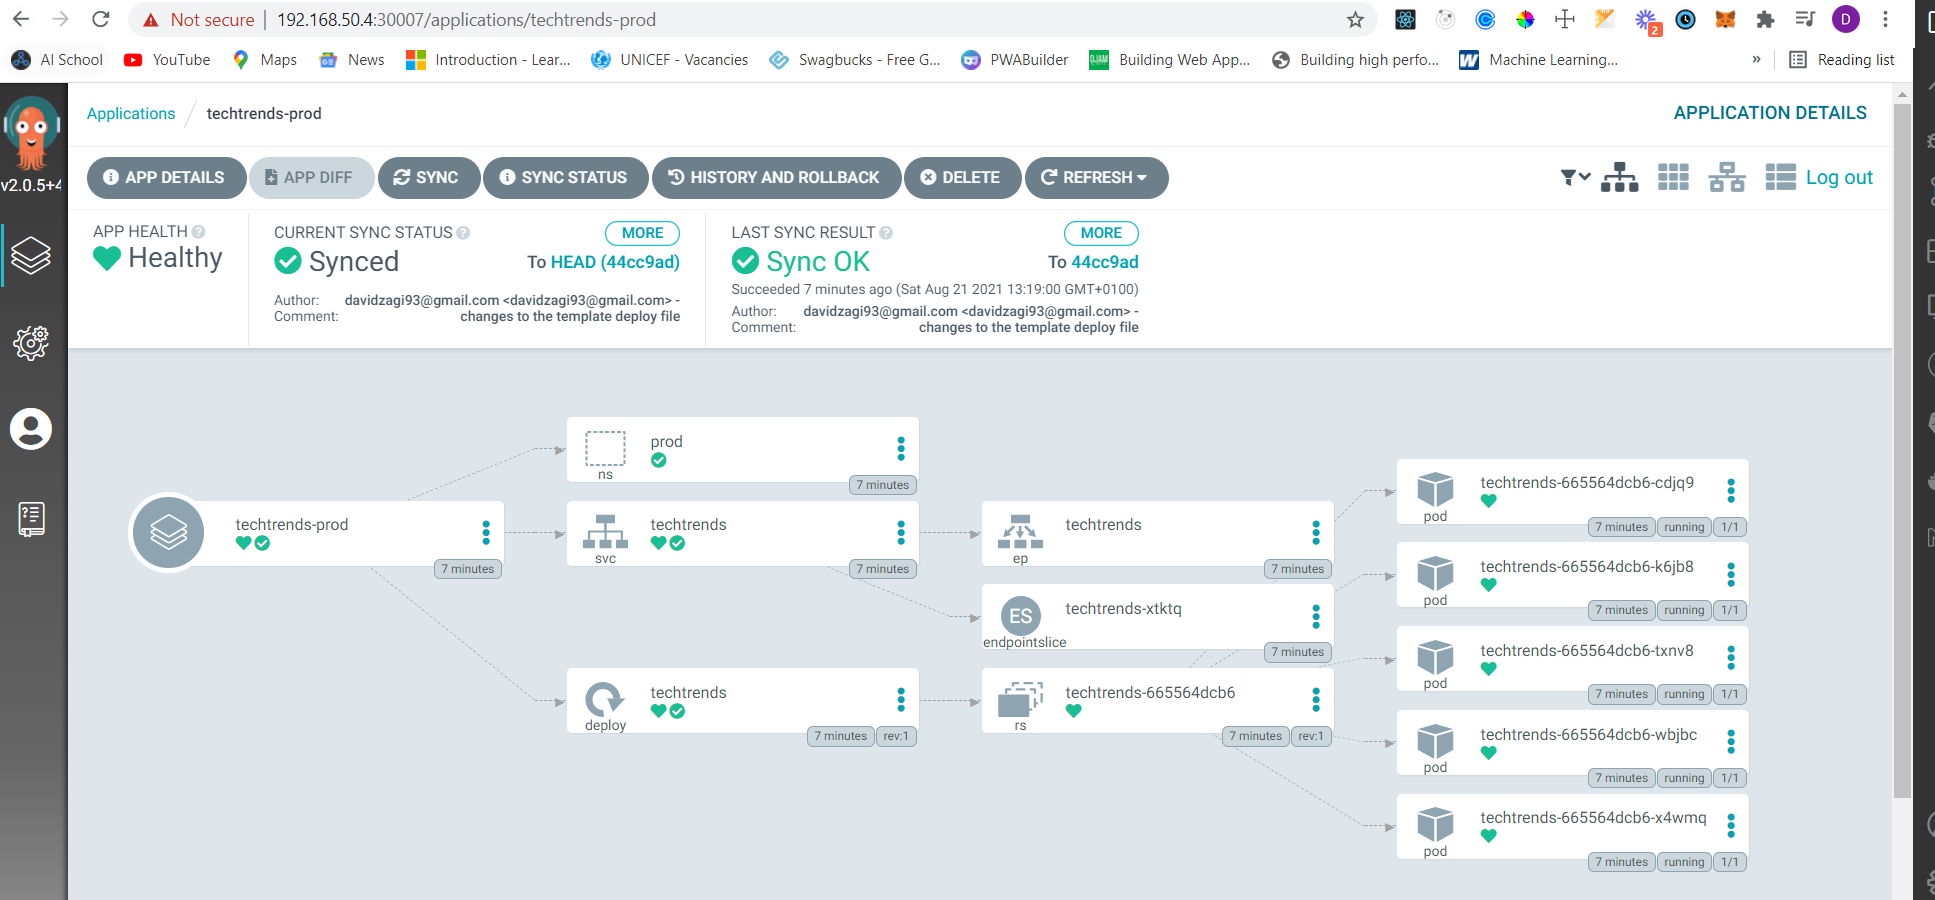 Not secure | 192.168.50.4:30007/applications/techtrends-prod
D
2
AI School YouTube Maps News Introduction - Lear... UNICEF - Vacancies Swagbucks - Free G... PWABuilder Building Web App... Building high perfo... Machine Learning... » Reading list
Applications / techtrends-prod APPLICATION DETAILS
v2.0.5+4
APP DETAILS APP DIFF SYNC SYNC STATUS HISTORY AND ROLLBACK DELETE REFRESH Log out
APP HEALTH
Healthy
CURRENT SYNC STATUS MORE
Synced To HEAD (44cc9ad)
Author: davidzagi93@gmail.com <davidzagi93@gmail.com> -
Comment: changes to the template deploy file
LAST SYNC RESULT MORE
Sync OK To 44cc9ad
Succeeded 7 minutes ago (Sat Aug 21 2021 13:19:00 GMT+0100)
Author: davidzagi93@gmail.com <davidzagi93@gmail.com> -
Comment: changes to the template deploy file
techtrends-prod
7 minutes
prod
ns
7 minutes
techtrends
svc
7 minutes
techtrends
deploy
7 minutes rev:1
techtrends
ep
7 minutes
ES
techtrends-xtktq
endpointslice
7 minutes
techtrends-665564dcb6
rs
7 minutes rev:1
techtrends-665564dcb6-cdjq9
pod
7 minutes running 1/1
techtrends-665564dcb6-k6jb8
pod
7 minutes running 1/1
techtrends-665564dcb6-txnv8
pod
7 minutes running 1/1
techtrends-665564dcb6-wbjbc
pod
7 minutes running 1/1
techtrends-665564dcb6-x4wmq
pod
7 minutes running 1/1